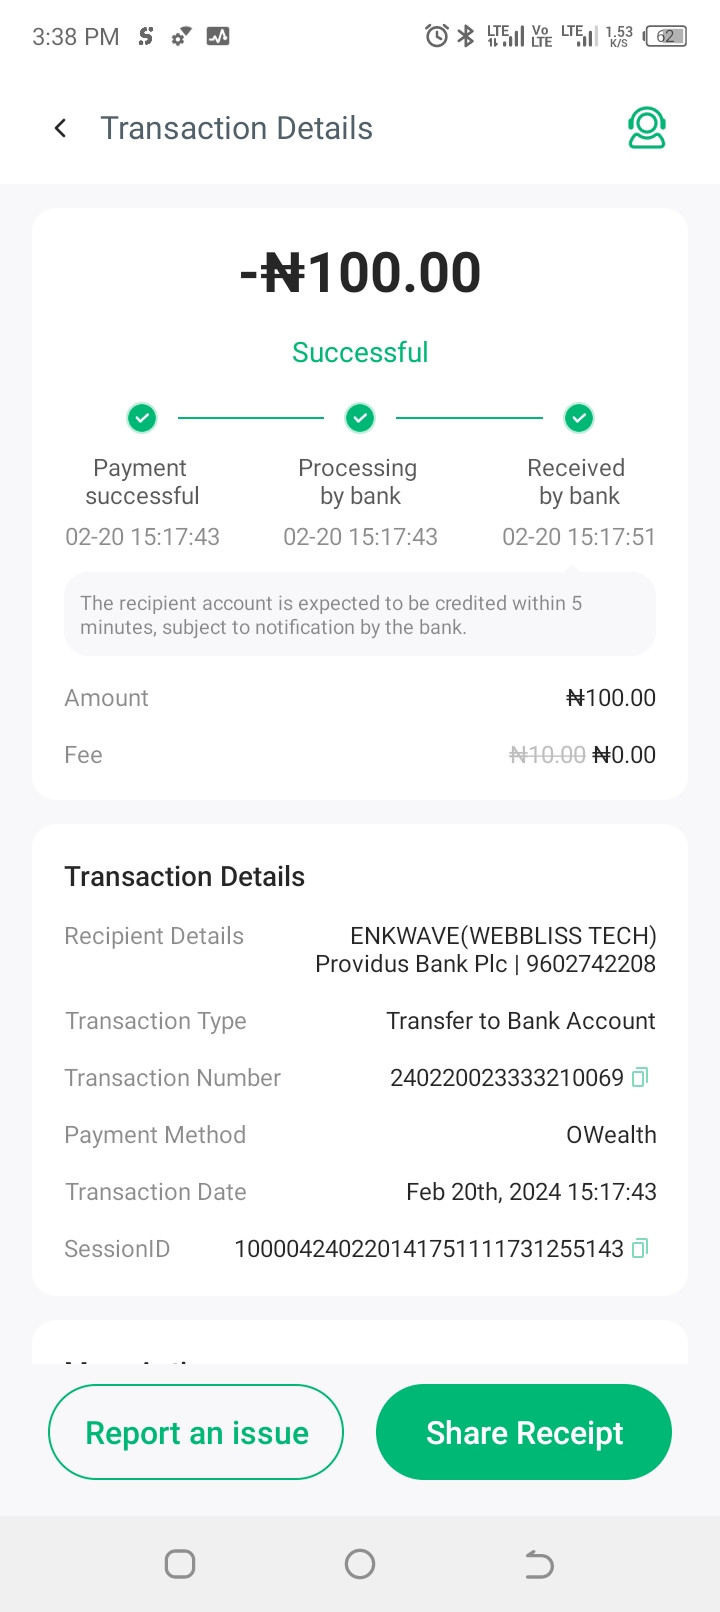 3:38 PM
LTE Vo LTE LTE 1.53 K/S 62
Transaction Details
-₦100.00
Successful
Payment successful
Processing by bank
Received by bank
02-20 15:17:43
02-20 15:17:43
02-20 15:17:51
The recipient account is expected to be credited within 5
minutes, subject to notification by the bank.
Amount ₦100.00
Fee ₦10.00 ₦0.00
Transaction Details
Recipient Details ENKWAVE(WEBBLISS TECH)
Providus Bank Plc | 9602742208
Transaction Type Transfer to Bank Account
Transaction Number 240220023333210069
Payment Method OWealth
Transaction Date Feb 20th, 2024 15:17:43
SessionID 100004240220141751111731255143
Report an issue
Share Receipt